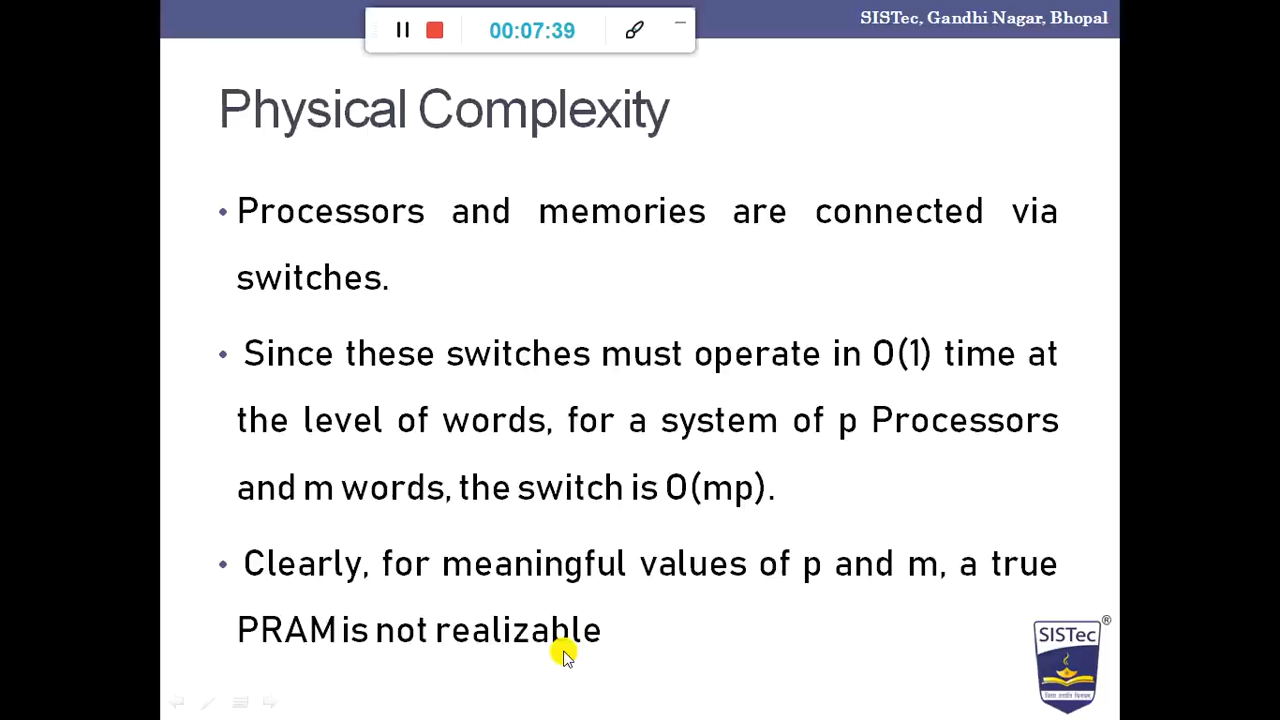 SISTec, Gandhi Nagar, Bhopal
00:07:39
Physical Complexity
• Processors and memories are connected via
switches.
• Since these switches must operate in O(1) time at
the level of words, for a system of p Processors
and m words, the switch is O(mp).
• Clearly, for meaningful values of p and m, a true
PRAM is not realizable
SISTec
®